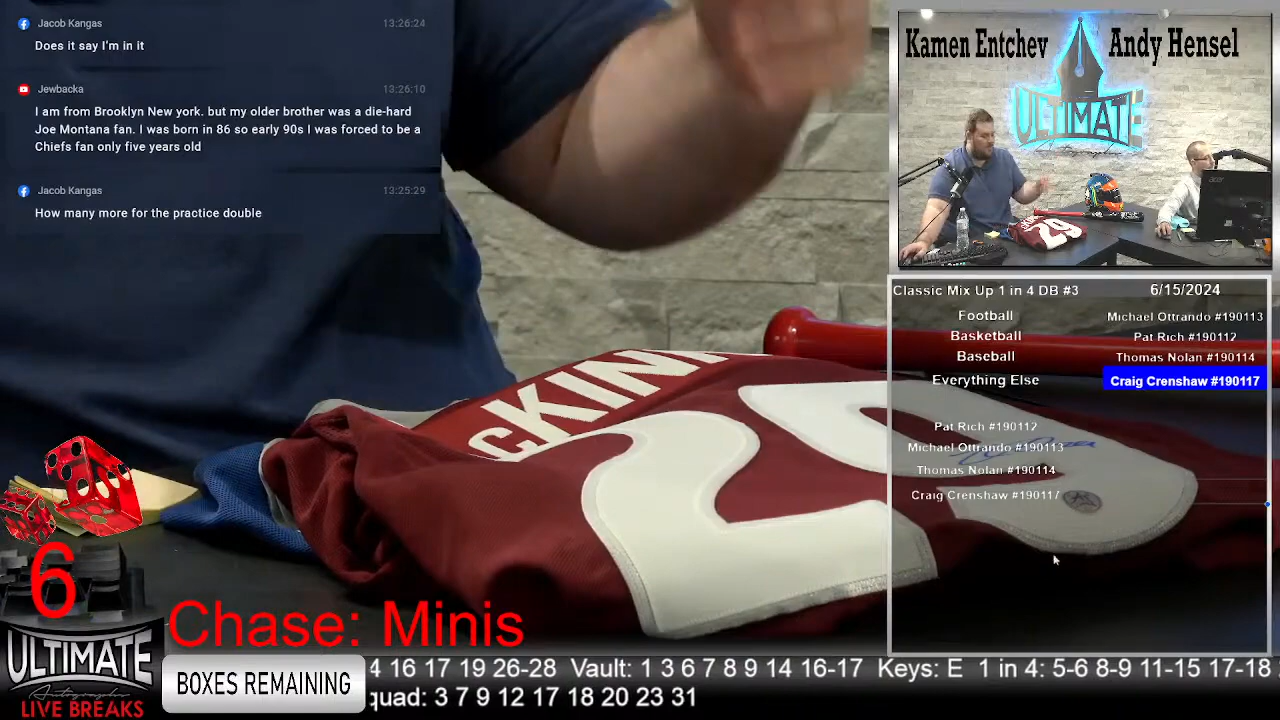 Jacob Kangas 13:26:24
Does it say I'm in it
Jewbacka 13:26:10
I am from Brooklyn New york. but my older brother was a die-hard
Joe Montana fan. I was born in 86 so early 90s I was forced to be a
Chiefs fan only five years old
Jacob Kangas 13:25:29
How many more for the practice double
Kamen Entchev Andy Hensel
ULTIMATE
acer
29
Classic Mix Up 1 in 4 DB #3 6/15/2024
Football Michael Ottrando #190113
Basketball Pat Rich #190112
Baseball Thomas Nolan #190114
Everything Else Craig Crenshaw #190117
Pat Rich #190112
Michael Ottrando #190113
Thomas Nolan #190114
Craig Crenshaw #190117
CKINN
29
6
Chase: Minis
ULTIMATE
Autographs
LIVE BREAKS
BOXES REMAINING
4 16 17 19 26-28 Vault: 1 3 6 7 8 9 14 16-17 Keys: E 1 in 4: 5-6 8-9 11-15 17-18
quad: 3 7 9 12 17 18 20 23 31